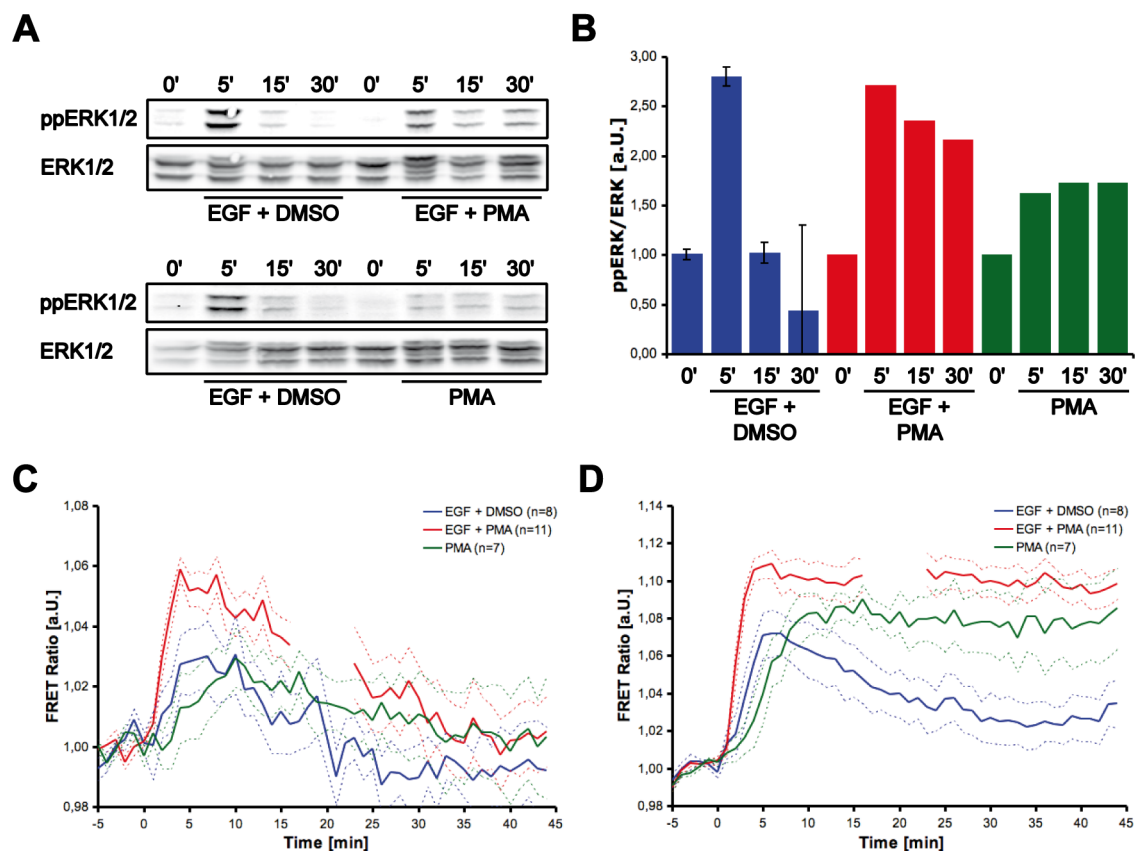 A
0' 5' 15' 30' 0' 5' 15' 30'
ppERK1/2
ERK1/2
EGF + DMSO EGF + PMA
0' 5' 15' 30' 0' 5' 15' 30'
ppERK1/2
ERK1/2
EGF + DMSO PMA
B
ppERK/ERK [a.U.]
3,00
2,50
2,00
1,50
1,00
0,50
0,00
0' 5' 15' 30' 0' 5' 15' 30' 0' 5' 15' 30'
EGF + DMSO
EGF + PMA
PMA
C
FRET Ratio [a.U.]
1,08
1,06
1,04
1,02
1,00
0,98
EGF + DMSO (n=8)
EGF + PMA (n=11)
PMA (n=7)
-5 0 5 10 15 20 25 30 35 40 45
Time [min]
D
FRET Ratio [a.U.]
1,14
1,12
1,10
1,08
1,06
1,04
1,02
1,00
0,98
EGF + DMSO (n=8)
EGF + PMA (n=11)
PMA (n=7)
-5 0 5 10 15 20 25 30 35 40 45
Time [min]